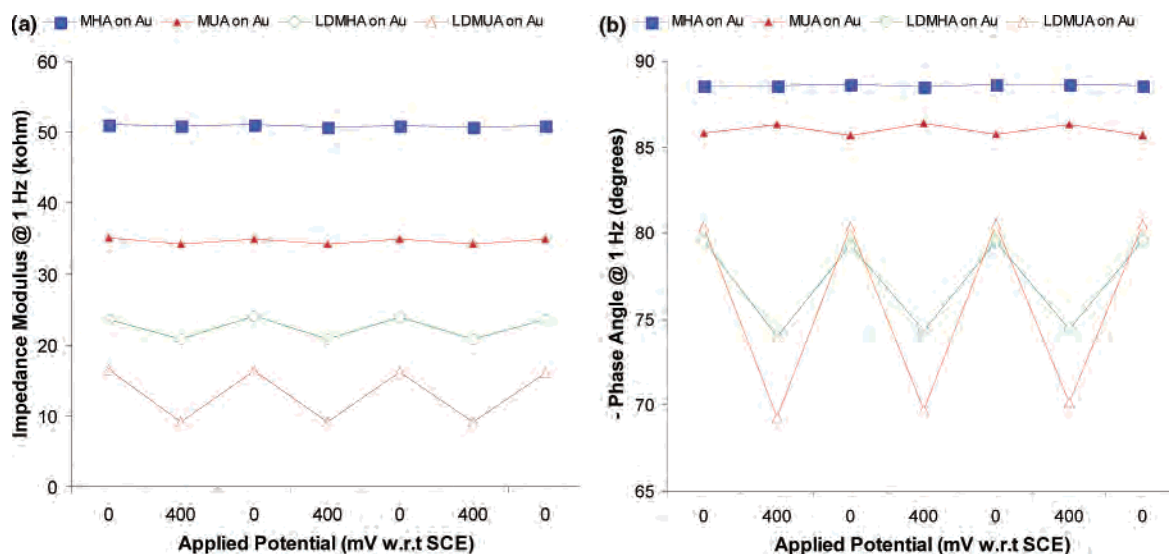 (a) MHA on Au MUA on Au LDMHA on Au LDMUA on Au
Impedance Modulus @ 1 Hz (kohm)
60
50
40
30
20
10
0
0 400 0 400 0 400 0
Applied Potential (mV w.r.t SCE)
(b) MHA on Au MUA on Au LDMHA on Au LDMUA on Au
- Phase Angle @ 1 Hz (degrees)
90
85
80
75
70
65
0 400 0 400 0 400 0
Applied Potential (mV w.r.t SCE)